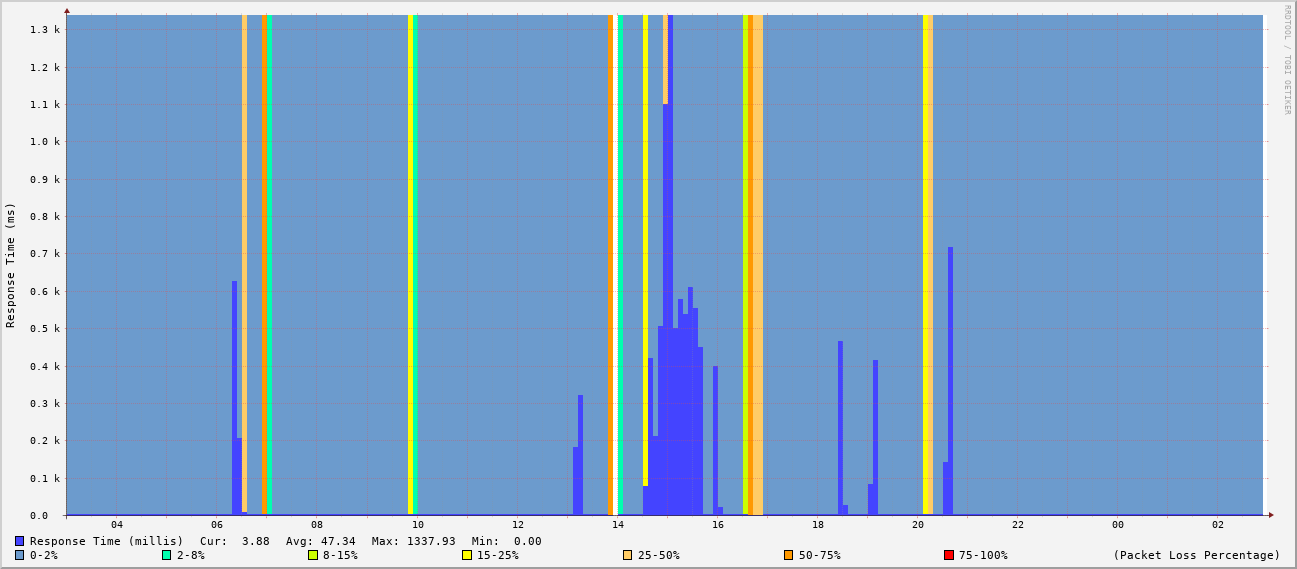 RRDTOOL / TOBI OETIKER
Response Time (ms)
1.3 k
1.2 k
1.1 k
1.0 k
0.9 k
0.8 k
0.7 k
0.6 k
0.5 k
0.4 k
0.3 k
0.2 k
0.1 k
0.0
04 06 08 10 12 14 16 18 20 22 00 02
Response Time (millis) Cur: 3.88 Avg: 47.34 Max: 1337.93 Min: 0.00
0-2% 2-8% 8-15% 15-25% 25-50% 50-75% 75-100% (Packet Loss Percentage)